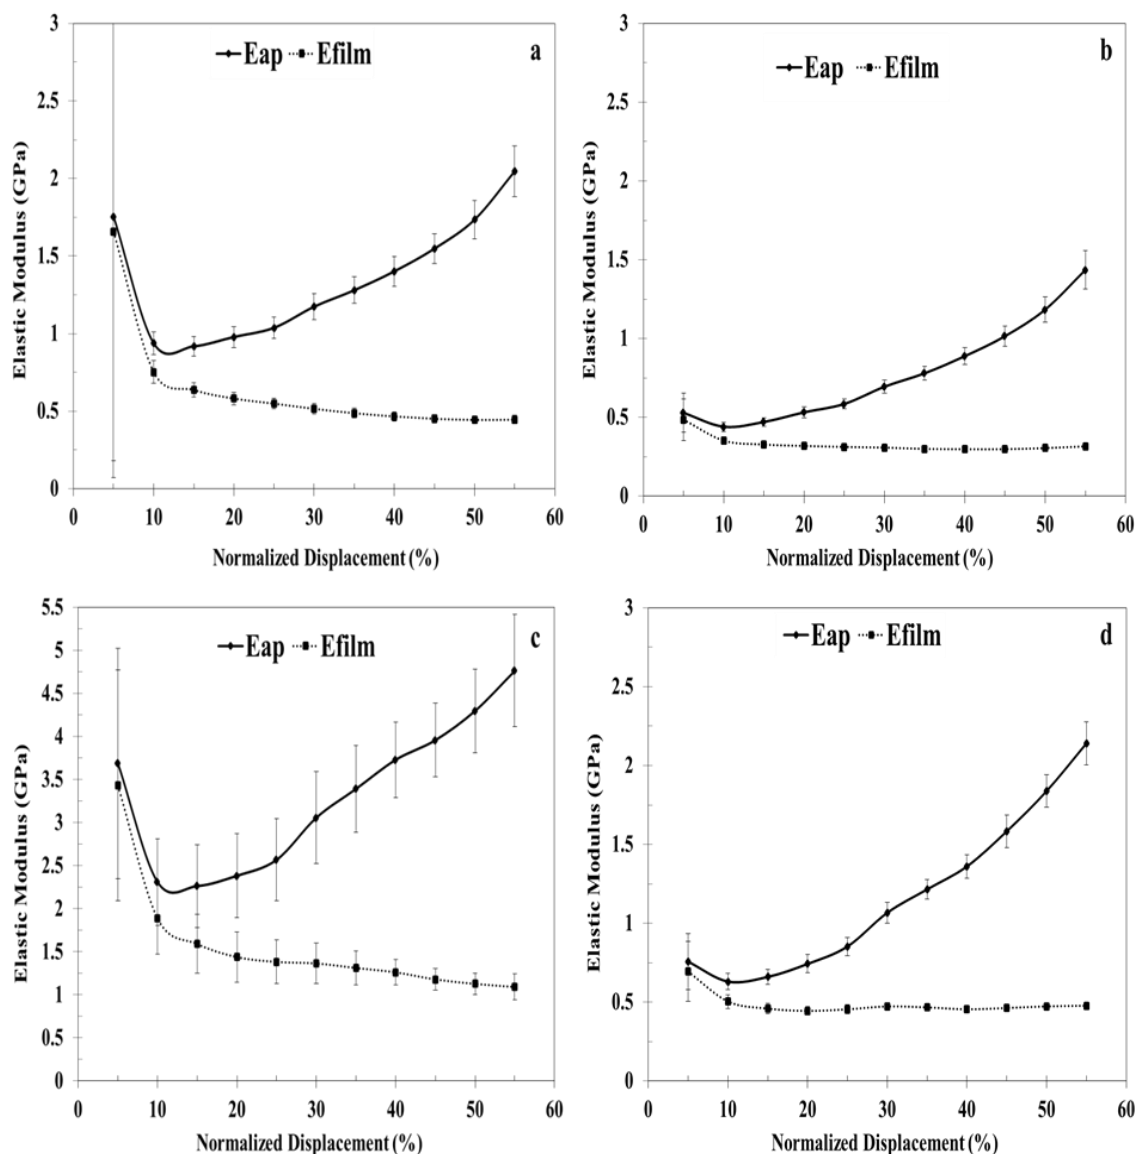 Eap Efilm
a
Elastic Modulus (GPa)
3
2.5
2
1.5
1
0.5
0
0 10 20 30 40 50 60
Normalized Displacement (%)
Eap Efilm
b
Elastic Modulus (GPa)
3
2.5
2
1.5
1
0.5
0
0 10 20 30 40 50 60
Normalized Displacement (%)
Eap Efilm
c
Elastic Modulus (GPa)
5.5
5
4.5
4
3.5
3
2.5
2
1.5
1
0.5
0
0 10 20 30 40 50 60
Normalized Displacement (%)
Eap Efilm
d
Elastic Modulus (GPa)
3
2.5
2
1.5
1
0.5
0
0 10 20 30 40 50 60
Normalized Displacement (%)